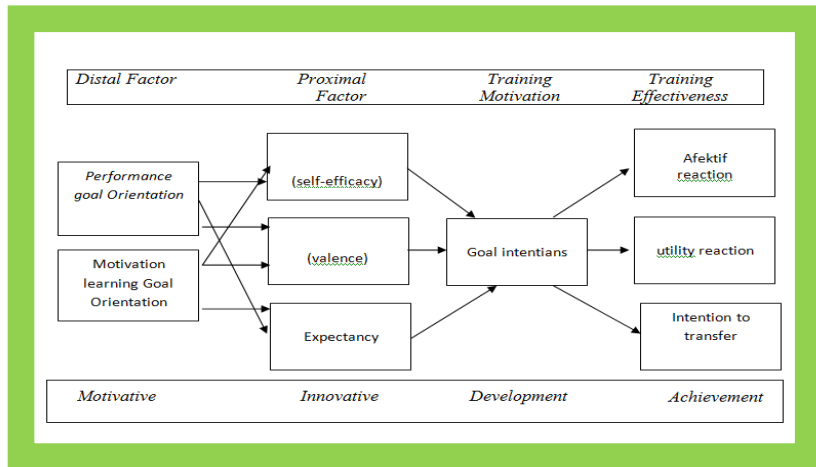 Distal Factor Proximal Training Training
Factor Motivation Effectiveness
Performance
goal Orientation
Motivation
learning Goal
Orientation
(self-efficacy)
(valence)
Expectancy
Goal intentians
Afektif
reaction
utility reaction
Intention to
transfer
Motivative Innovative Development Achievement